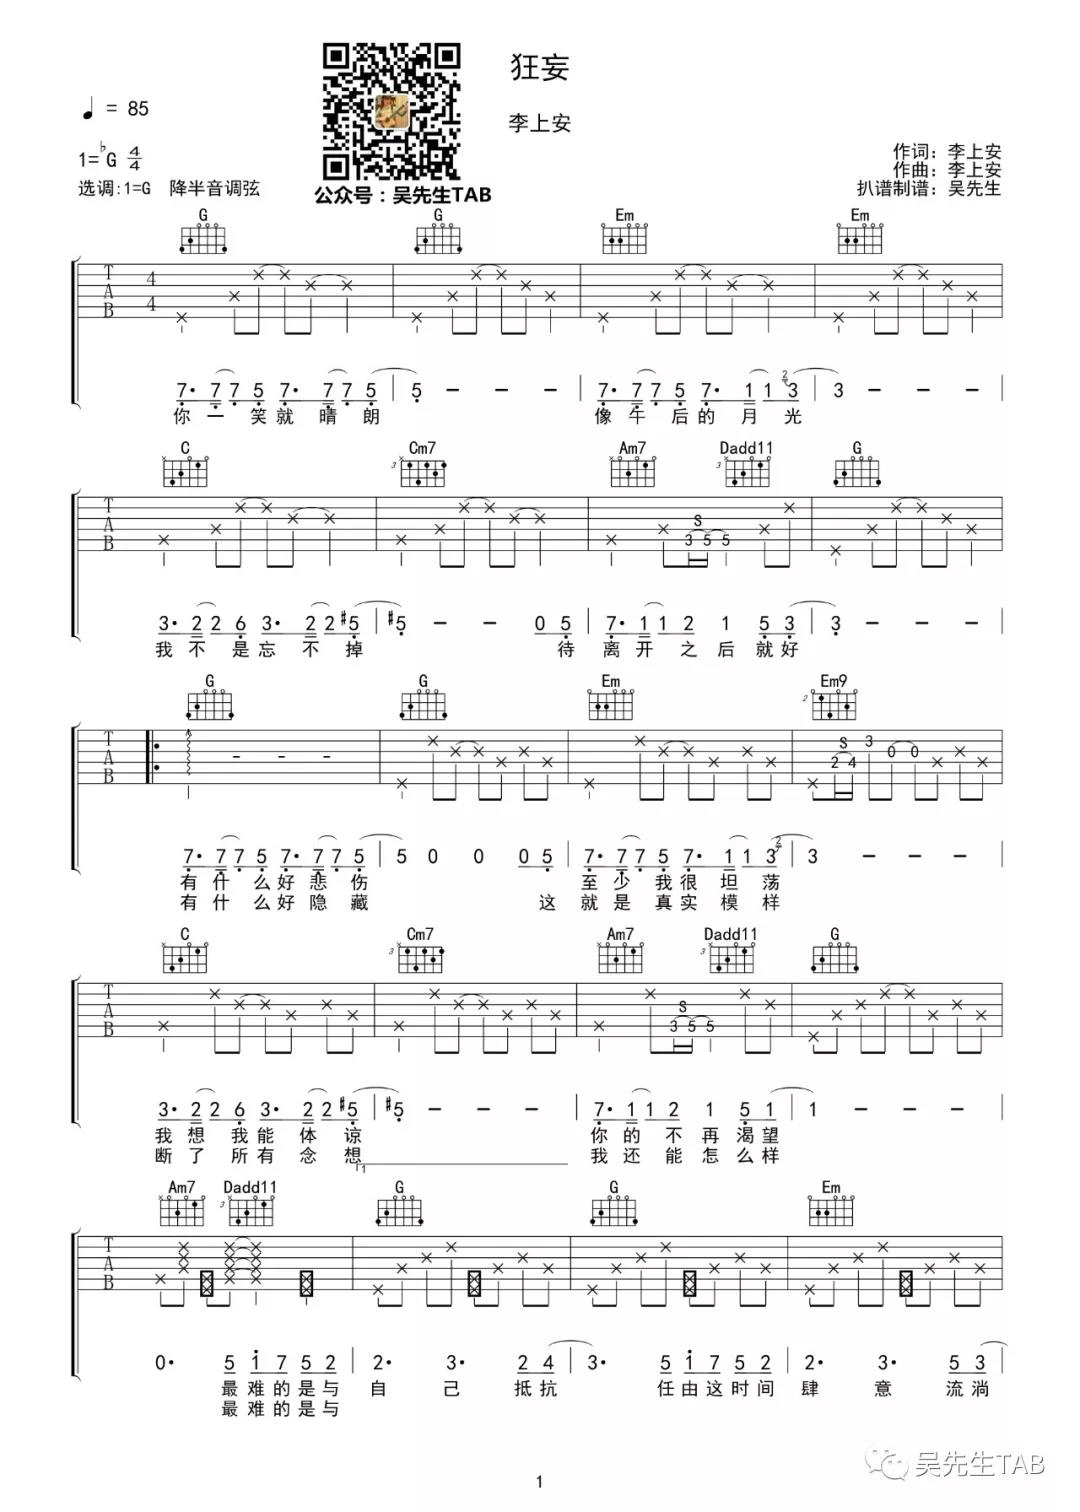 狂妄
♩ = 85
李上安
1=♭G 4/4
作词：李上安
作曲：李上安
选调:1=G 降半音调弦
扒谱制谱：吴先生
公众号：吴先生TAB
G G Em Em
T A B 4 4
7· 7 7 5 7· 7 7 5 | 5 — — — | 7· 7 7 5 7· 1 1 2 3 | 3 — — —
你一笑就晴朗 像午后的月光
C Cm7 Am7 Dadd11 G
3 3
T A B S 3 5 5
3· 2 2 6 3· 2 2 #5 | #5 — — 0 5 | 7· 1 1 2 1 5 3 | 3 — — —
我不是忘不掉 待离开之后就好
G G Em Em9
2
T A B - - - S 2 4 3 0 0
7· 7 7 5 7· 7 7 5 | 5 0 0 0 5 | 7· 7 7 5 7· 1 1 3 2 | 3 — — —
有什么好悲伤 至少我很坦荡
有什么好隐藏 这就是真实模样
C Cm7 Am7 Dadd11 G
3 3
T A B S 3 5 5
3· 2 2 6 3· 2 2 #5 | #5 — — — | 7· 1 1 2 1 5 1 | 1 — — —
我想我能体谅 你的不再渴望
断了所有念想 我还能怎么样
1
Am7 Dadd11 G G Em
3
T A B
0· 5 1 7 5 2 | 2· 3· 2 4 | 3· 5 1 7 5 2 | 2· 3· 5 3
最难的是与自己抵抗 任由这时间肆意流淌
最难的是与
1
吴先生TAB